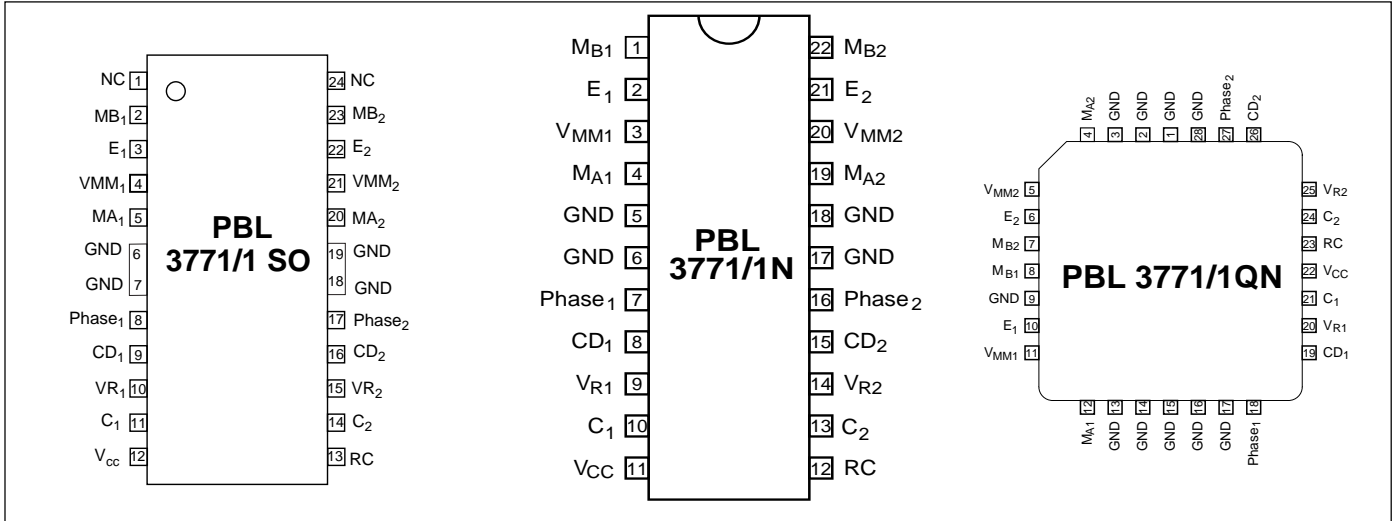 PBL
3771/1 SO
NC 1
MB₁ 2
E₁ 3
VMM₁ 4
MA₁ 5
GND 6
GND 7
Phase₁ 8
CD₁ 9
VR₁ 10
C₁ 11
Vcc 12
24 NC
23 MB₂
22 E₂
21 VMM₂
20 MA₂
19 GND
18 GND
17 Phase₂
16 CD₂
15 VR₂
14 C₂
13 RC
PBL
3771/1N
MB1 1
E₁ 2
VMM1 3
MA1 4
GND 5
GND 6
Phase₁ 7
CD₁ 8
VR1 9
C₁ 10
VCC 11
22 MB2
21 E₂
20 VMM2
19 MA2
18 GND
17 GND
16 Phase₂
15 CD₂
14 VR2
13 C₂
12 RC
PBL 3771/1QN
MA2 4
GND 3
GND 2
GND 1
GND 28
Phase₂ 27
CD₂ 26
VMM2 5
E₂ 6
MB2 7
MB1 8
GND 9
E₁ 10
VMM1 11
25 VR2
24 C₂
23 RC
22 VCC
21 C₁
20 VR1
19 CD₁
12 MA1
13 GND
14 GND
15 GND
16 GND
17 GND
18 Phase₁